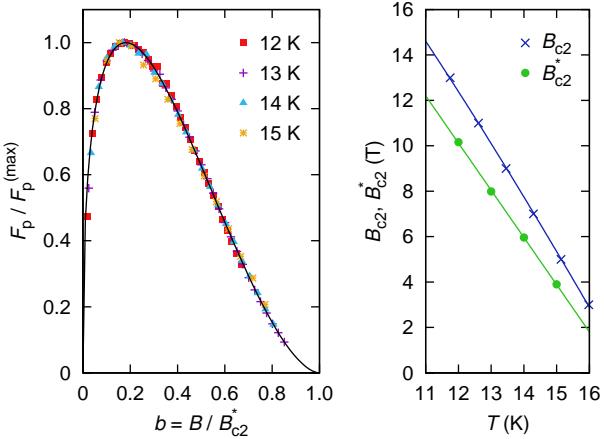 1.0
0.8
1.0
0.4
1.0
0
0
0.2
0.4
0.6
0.8
1.0
F_p / F_p^(max)
b = B / B*_c2
12 K
13 K
14 K
15 K
16
14
12
10
8
6
4
2
0
11
12
13
14
15
16
B_c2, B*_c2 (T)
T (K)
B_c2
B*_c2